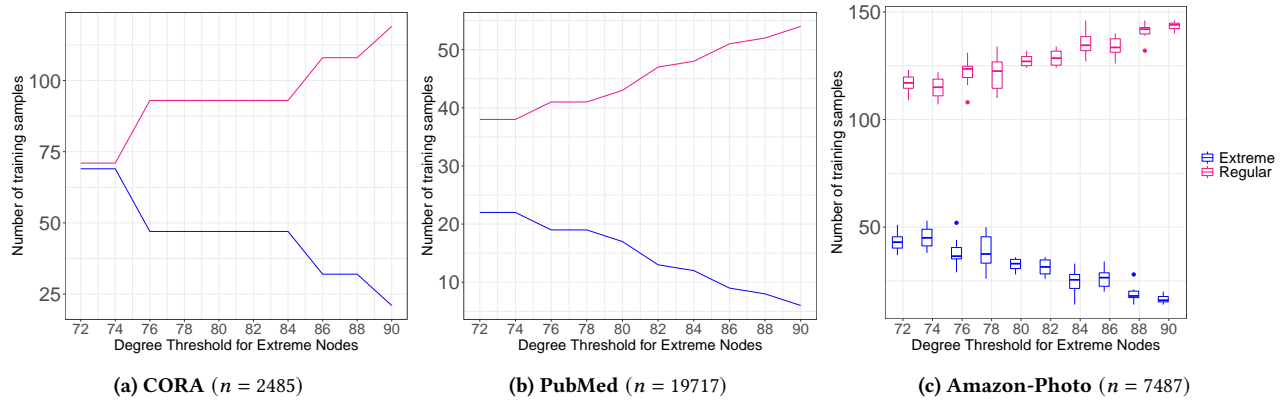 Number of training samples
100
75
50
25
72 74 76 78 80 82 84 86 88 90
Degree Threshold for Extreme Nodes
(a) CORA (n = 2485)
Number of training samples
50
40
30
20
10
72 74 76 78 80 82 84 86 88 90
Degree Threshold for Extreme Nodes
(b) PubMed (n = 19717)
Number of training samples
150
100
50
72 74 76 78 80 82 84 86 88 90
Degree Threshold for Extreme Nodes
(c) Amazon-Photo (n = 7487)
Extreme
Regular